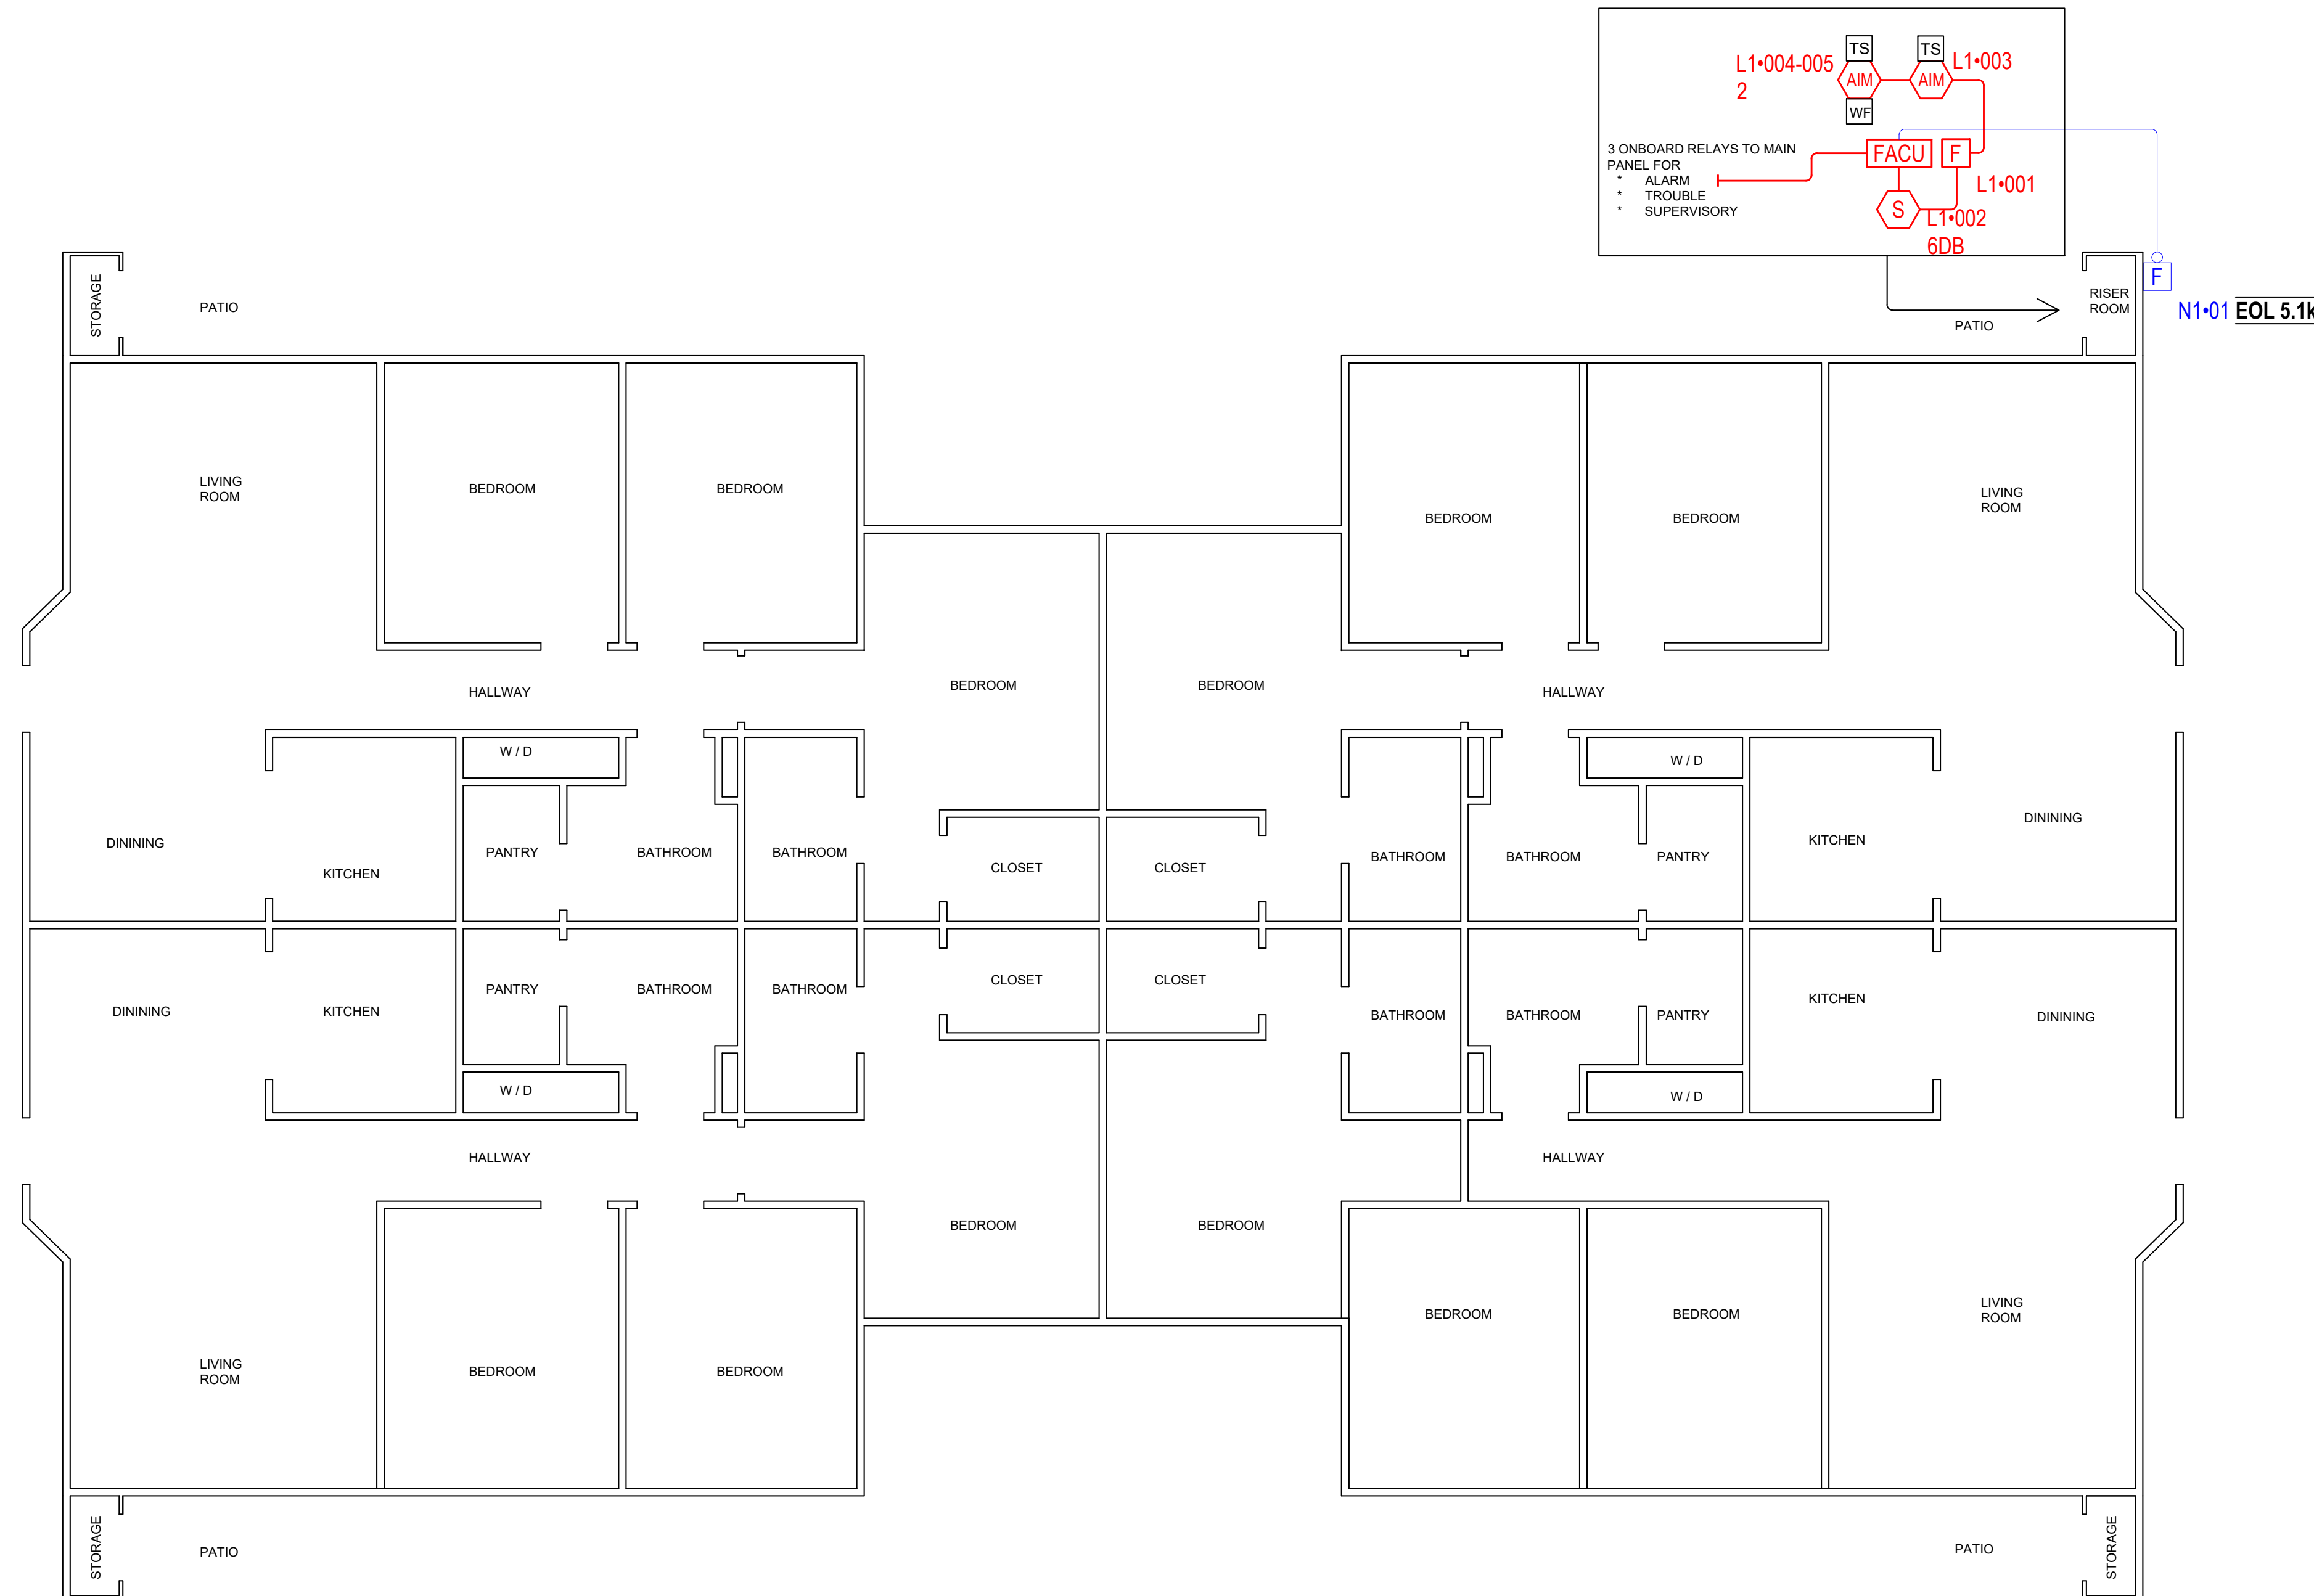 TS
TS
L1•004-005
AIM
AIM
L1•003
2
WF
3 ONBOARD RELAYS TO MAIN
PANEL FOR
* ALARM
* TROUBLE
* SUPERVISORY
FACU
F
L1•001
S
L1•002
6DB
STORAGE
PATIO
RISER
ROOM
F
N1•01 EOL 5.1k
PATIO
LIVING
ROOM
BEDROOM
BEDROOM
BEDROOM
BEDROOM
LIVING
ROOM
HALLWAY
BEDROOM
BEDROOM
HALLWAY
W / D
W / D
DINING
KITCHEN
PANTRY
BATHROOM
BATHROOM
CLOSET
CLOSET
BATHROOM
BATHROOM
PANTRY
KITCHEN
DINING
DINING
KITCHEN
PANTRY
BATHROOM
BATHROOM
CLOSET
CLOSET
BATHROOM
BATHROOM
PANTRY
KITCHEN
DINING
W / D
W / D
HALLWAY
HALLWAY
BEDROOM
BEDROOM
LIVING
ROOM
BEDROOM
BEDROOM
BEDROOM
BEDROOM
LIVING
ROOM
STORAGE
PATIO
PATIO
STORAGE